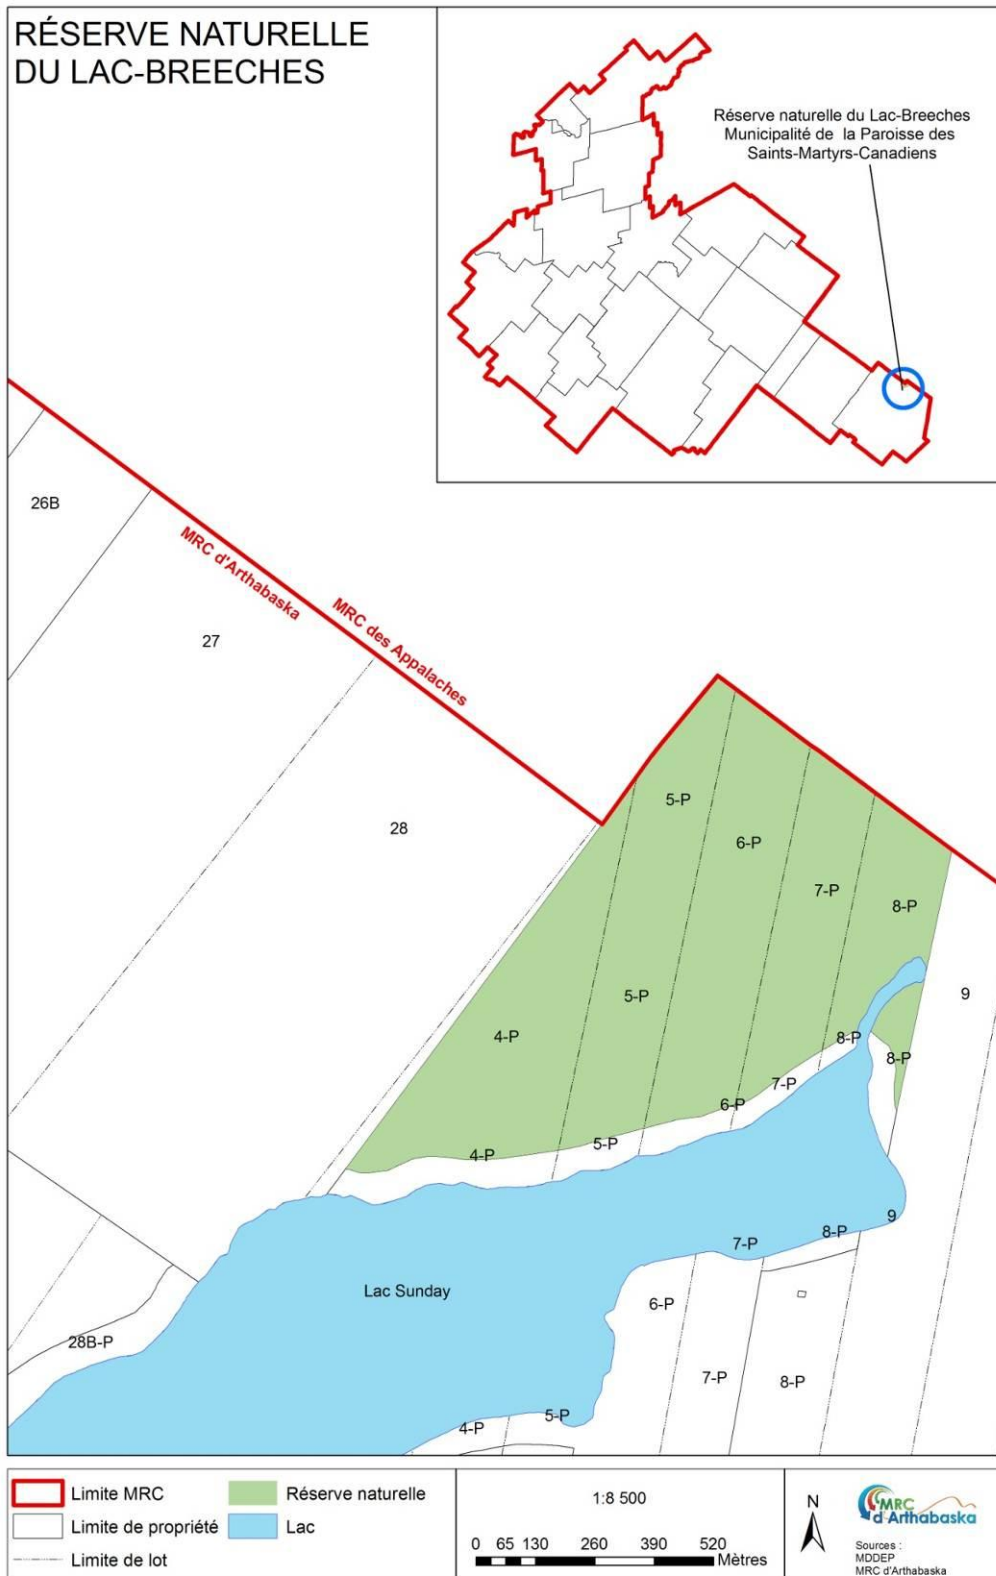 RÉSERVE NATURELLE
DU LAC-BREECHES
Réserve naturelle du Lac-Breeches
Municipalité de la Paroisse des
Saints-Martyrs-Canadiens
26B
MRC d'Arthabaska
MRC des Appalaches
27
28
5-P
6-P
7-P
8-P
9
5-P
4-P
8-P
8-P
7-P
6-P
5-P
4-P
9
8-P
7-P
Lac Sunday
6-P
28B-P
7-P
8-P
5-P
4-P
Limite MRC
Réserve naturelle
Limite de propriété
Lac
Limite de lot
1:8 500
0 65 130 260 390 520
Mètres
N
MRC
d'Arthabaska
Sources :
MDDEP
MRC d'Arthabaska